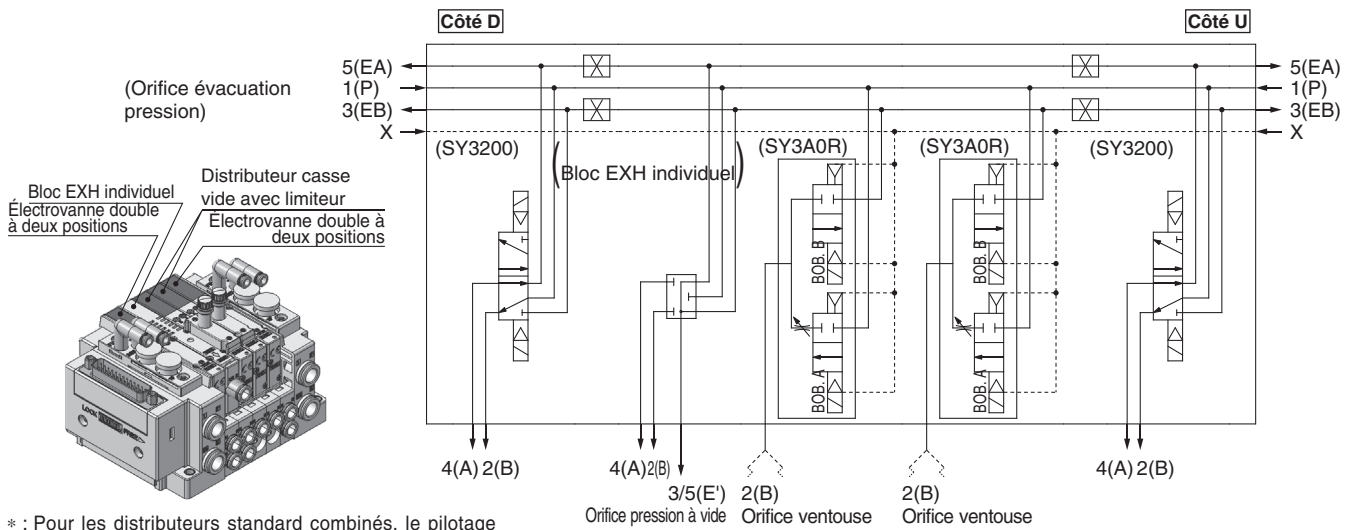 Côté D
Côté U
(Orifice évacuation
pression)
5(EA)
1(P)
3(EB)
X
5(EA)
1(P)
3(EB)
X
(SY3200)
(Bloc EXH individuel)
(SY3A0R)
(SY3A0R)
(SY3200)
Bloc EXH individuel
Électrovanne double
à deux positions
Distributeur casse
vide avec limiteur
Électrovanne double à
deux positions
BOB. B
BOB. A
BOB. B
BOB. A
LOCK
FREE
4(A) 2(B)
4(A) 2(B)
3/5(E')
Orifice pression à vide
2(B)
Orifice ventouse
2(B)
Orifice ventouse
4(A) 2(B)
* : Pour les distributeurs standard combinés, le pilotage